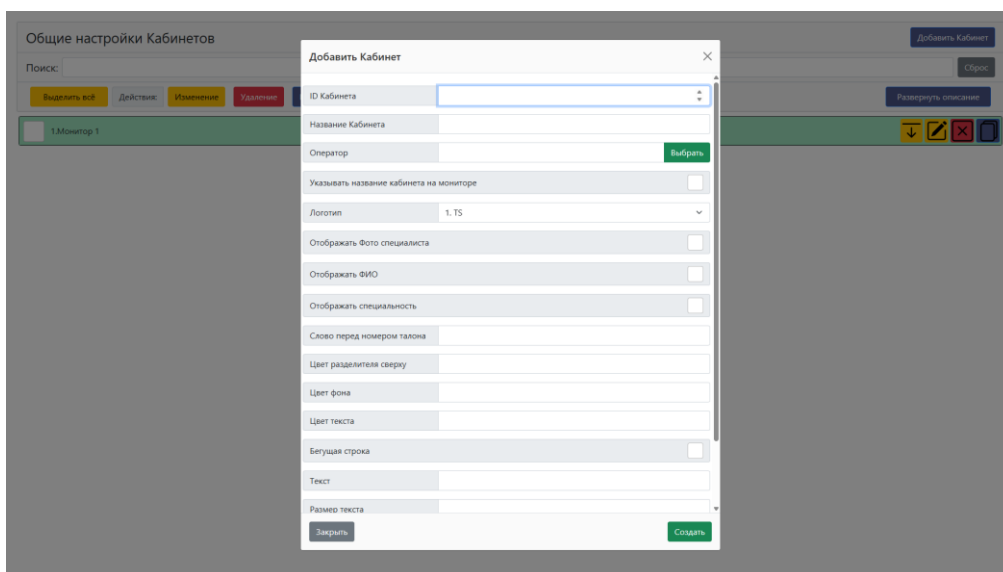 Общие настройки Кабинетов
Добавить Кабинет
Поиск:
Сброс
Выделить всё
Действия:
Изменение
Удаление
Развернуть описание
1.Монитор 1
Добавить Кабинет
ID Кабинета
Название Кабинета
Оператор
Выбрать
Указывать название кабинета на мониторе
Логотип
1. TS
Отображать Фото специалиста
Отображать ФИО
Отображать специальность
Слово перед номером талона
Цвет разделителя сверху
Цвет фона
Цвет текста
Бегущая строка
Текст
Размер текста
Закрыть
Создать